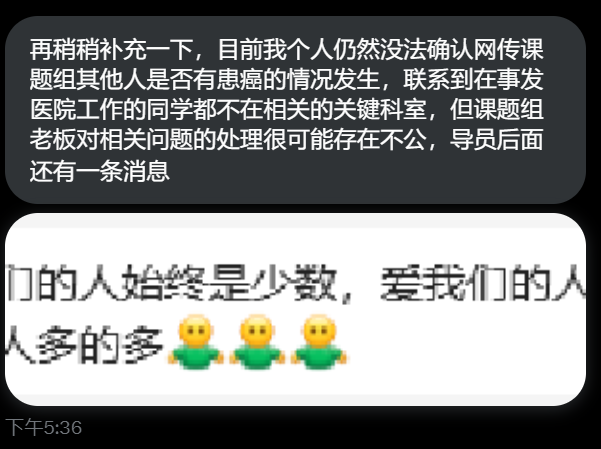 再稍稍补充一下，目前我个人仍然没法确认网传课
题组其他人是否有患癌的情况发生，联系到在事发
医院工作的同学都不在相关的关键科室，但课题组
老板对相关问题的处理很可能存在不公，导员后面
还有一条消息
们的人始终是少数，爱我们的人
人多的多
下午5:36